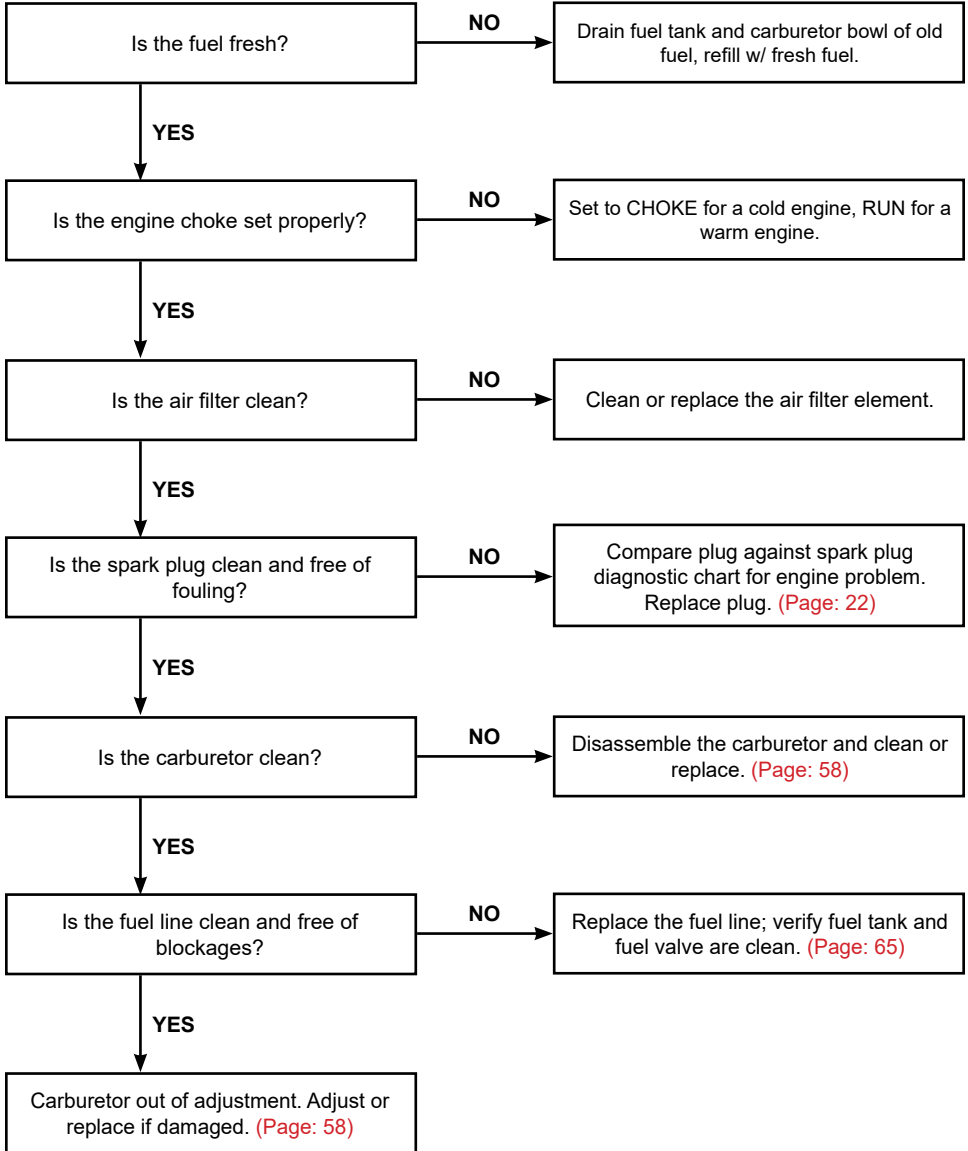 Is the fuel fresh?
NO
Drain fuel tank and carburetor bowl of old
fuel, refill w/ fresh fuel.
YES
Is the engine choke set properly?
NO
Set to CHOKE for a cold engine, RUN for a
warm engine.
YES
Is the air filter clean?
NO
Clean or replace the air filter element.
YES
Is the spark plug clean and free of
fouling?
NO
Compare plug against spark plug
diagnostic chart for engine problem.
Replace plug. (Page: 22)
YES
Is the carburetor clean?
NO
Disassemble the carburetor and clean or
replace. (Page: 58)
YES
Is the fuel line clean and free of
blockages?
NO
Replace the fuel line; verify fuel tank and
fuel valve are clean. (Page: 65)
YES
Carburetor out of adjustment. Adjust or
replace if damaged. (Page: 58)